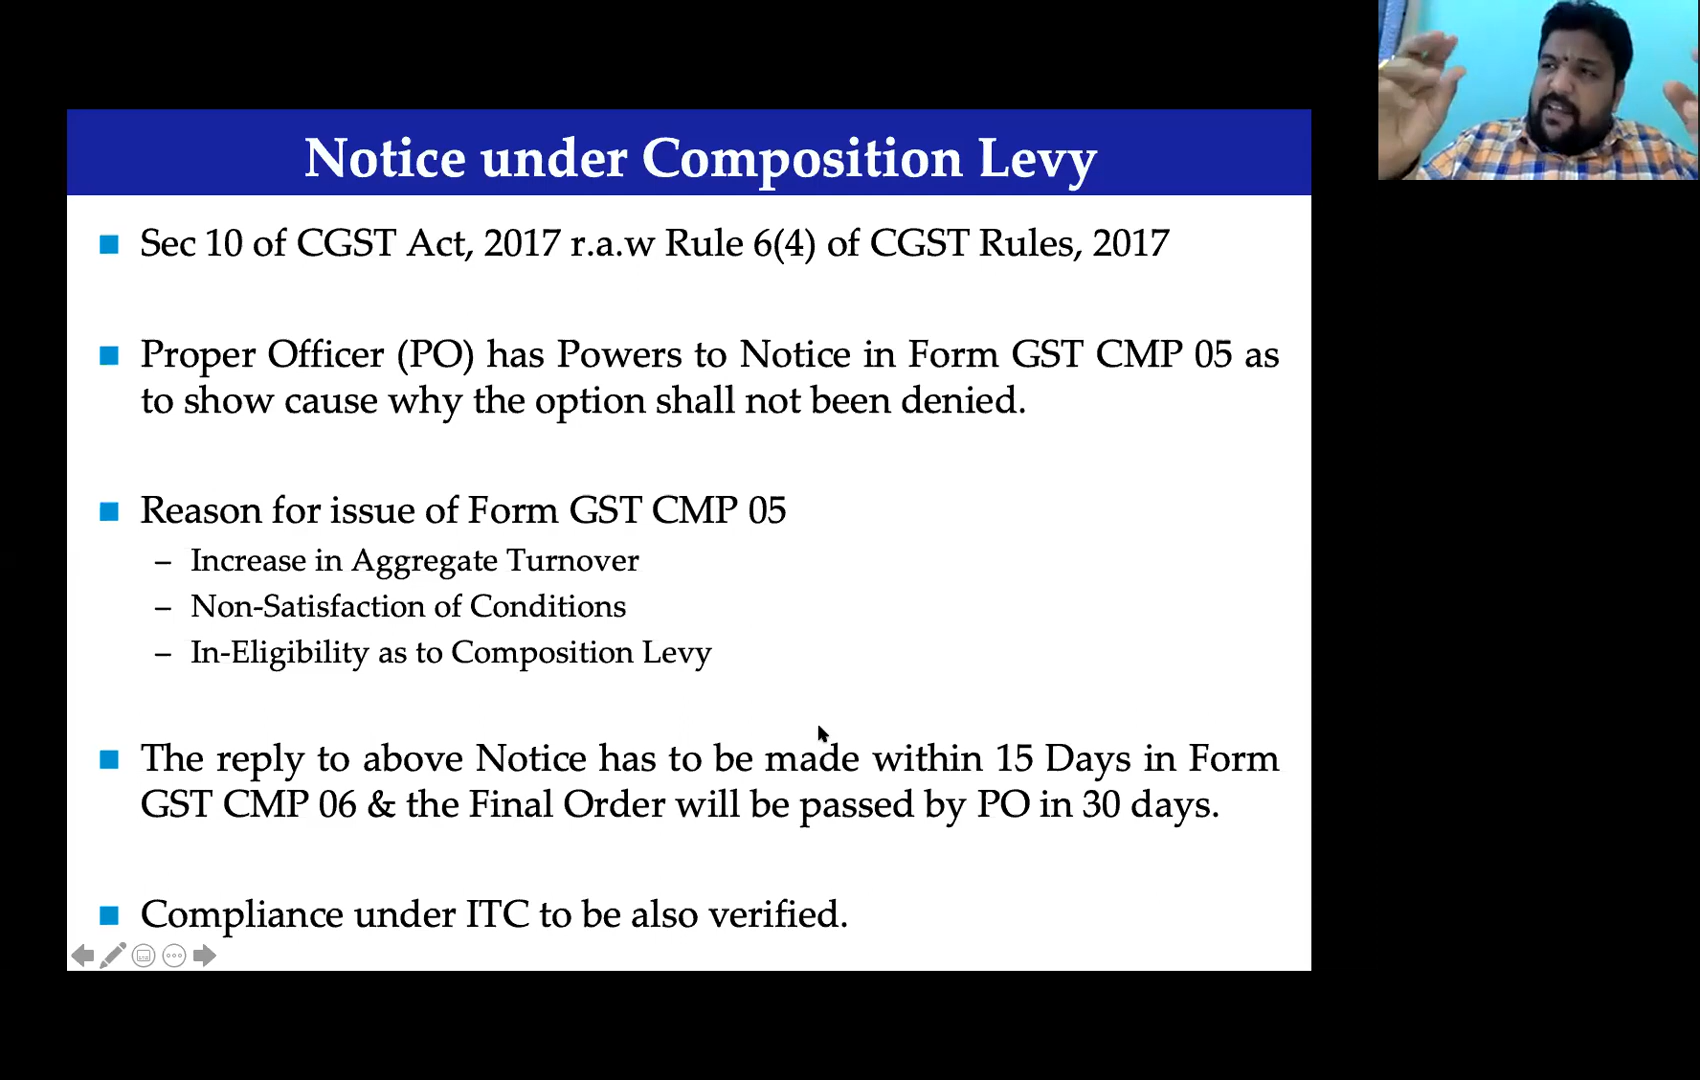 Notice under Composition Levy
Sec 10 of CGST Act, 2017 r.a.w Rule 6(4) of CGST Rules, 2017
Proper Officer (PO) has Powers to Notice in Form GST CMP 05 as
to show cause why the option shall not been denied.
Reason for issue of Form GST CMP 05
– Increase in Aggregate Turnover
– Non-Satisfaction of Conditions
– In-Eligibility as to Composition Levy
The reply to above Notice has to be made within 15 Days in Form
GST CMP 06 & the Final Order will be passed by PO in 30 days.
Compliance under ITC to be also verified.